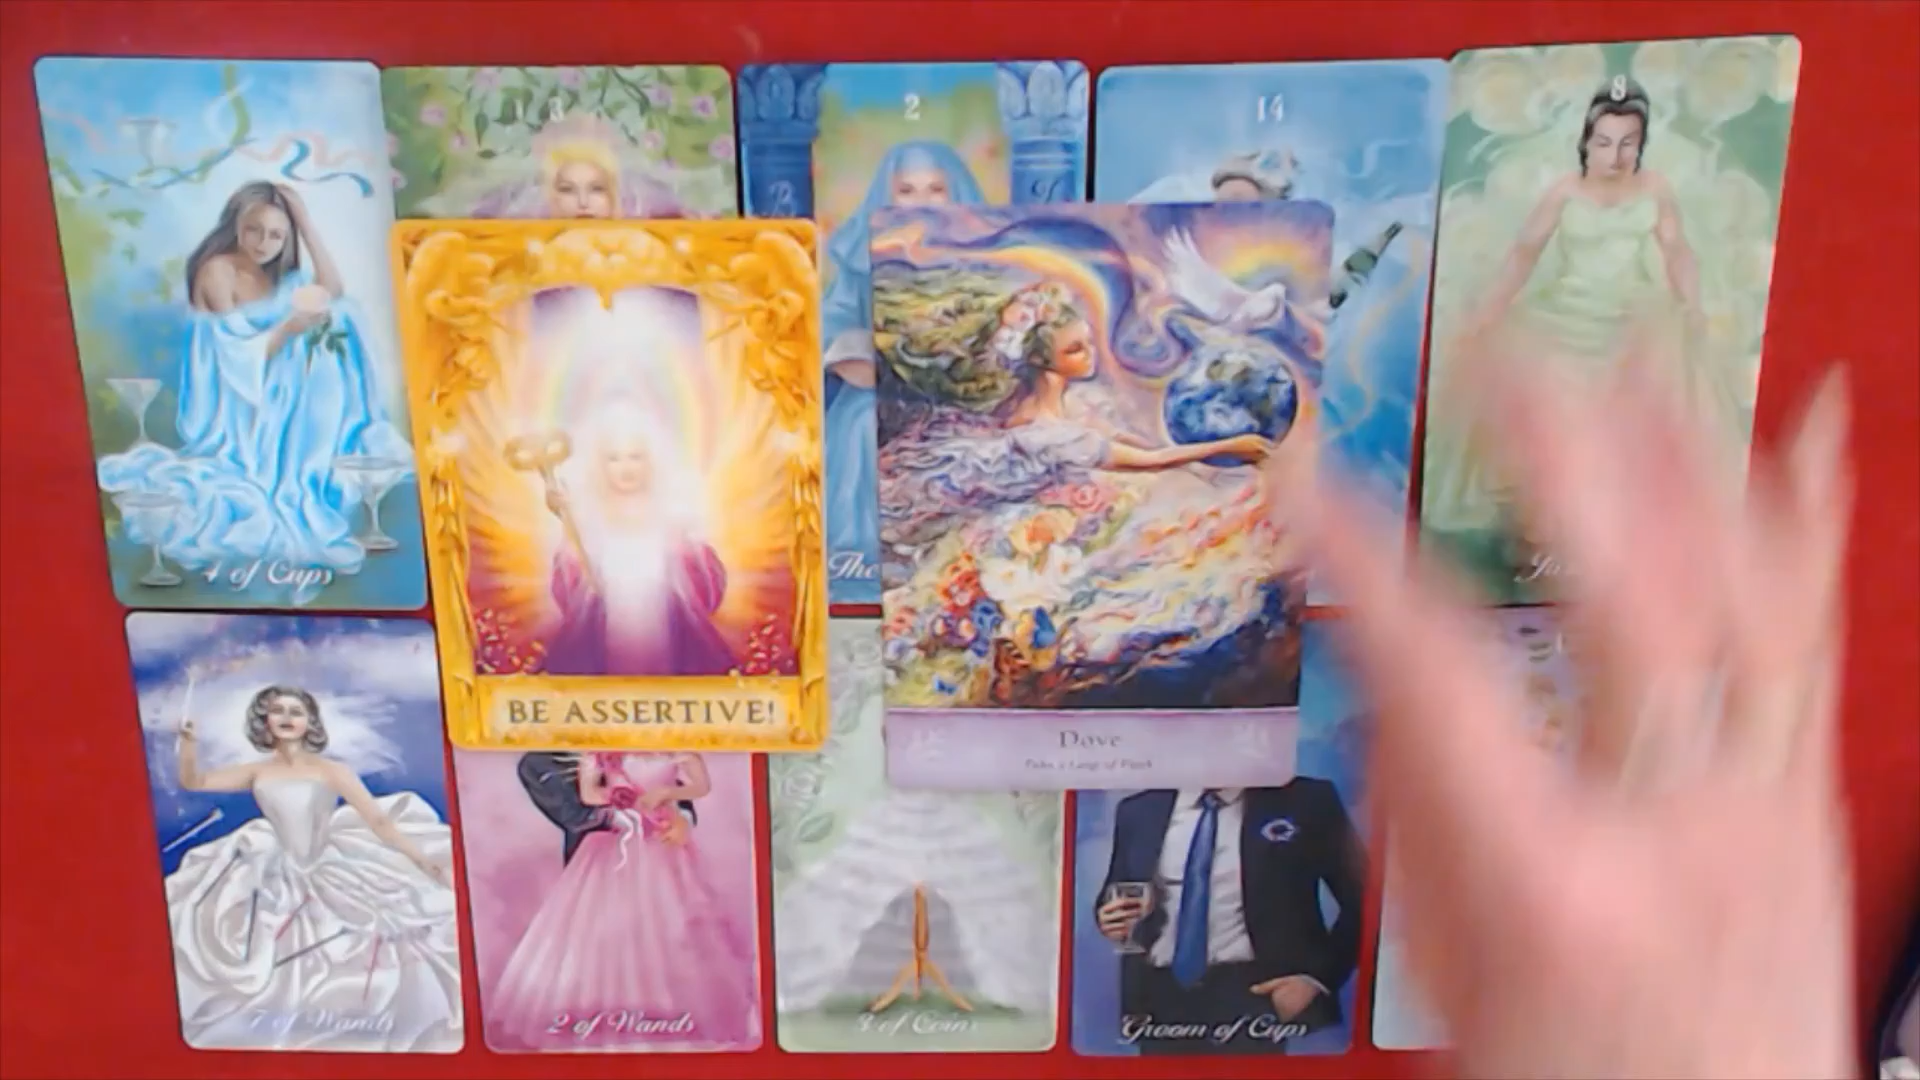 3
2
14
8
B
4 of Cups
The
BE ASSERTIVE!
Dove
7 of Wands
2 of Wands
of Coins
Groom of Cups